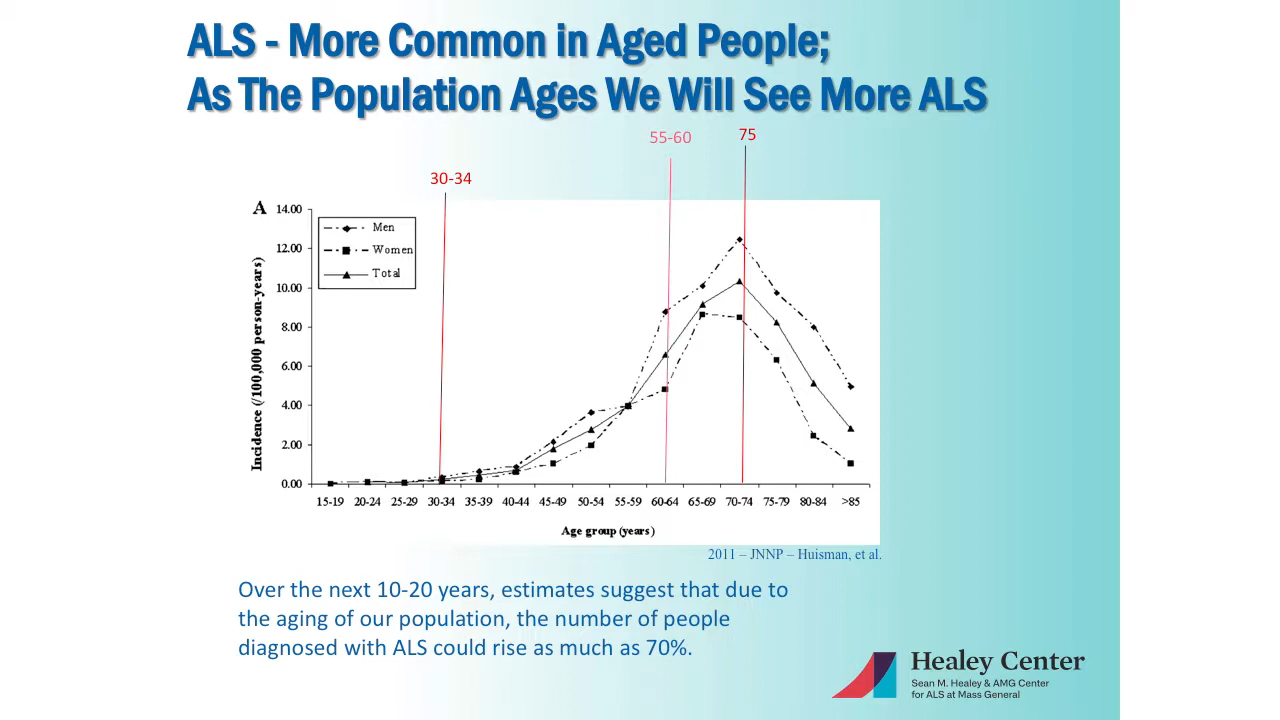 ALS - More Common in Aged People;
As The Population Ages We Will See More ALS
55-60
75
30-34
A
14.00
12.00
10.00
8.00
6.00
4.00
2.00
0.00
Incidence (/100,000 person-years)
Men
Women
Total
15-19 20-24 25-29 30-34 35-39 40-44 45-49 50-54 55-59 60-64 65-69 70-74 75-79 80-84 >85
Age group (years)
2011 – JNNP – Huisman, et al.
Over the next 10-20 years, estimates suggest that due to
the aging of our population, the number of people
diagnosed with ALS could rise as much as 70%.
Healey Center
Sean M. Healey & AMG Center
for ALS at Mass General